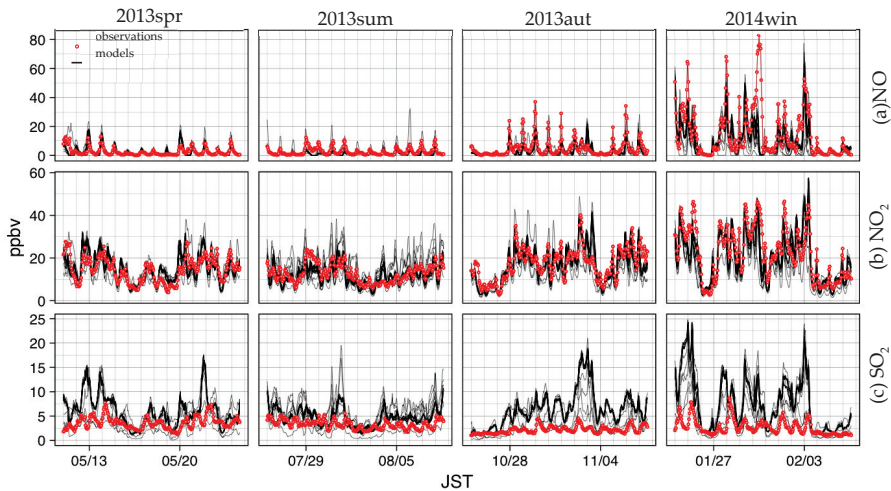 2013spr 2013sum 2013aut 2014win
observations
models
80
60
40
20
0
(a)NO
60
40
20
0
(b) NO₂
ppbv
25
20
15
10
5
0
(c) SO₂
05/13 05/20 07/29 08/05 10/28 11/04 01/27 02/03
JST